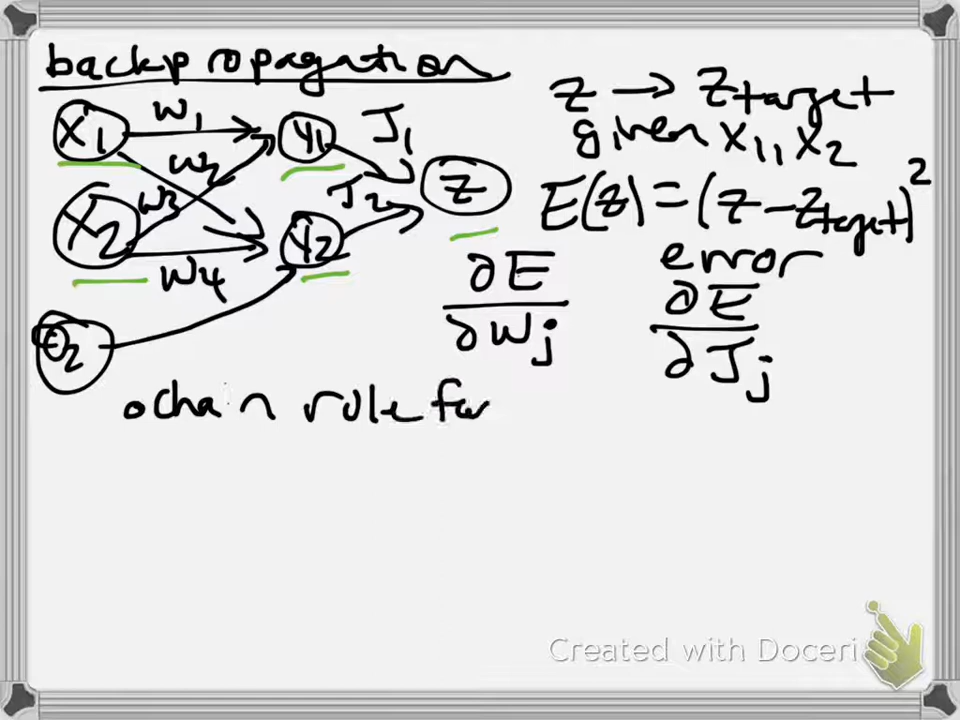 backpropagation
X1 W1 Y1 J1
W2
X2 W3 Y2 J2 Z
W4
θ2
Z → Ztarget
given X1, X2
E(z) = (Z - Ztarget)²
error
∂E/∂Wj ∂E/∂Jj
chain rule for
Created with Doceri